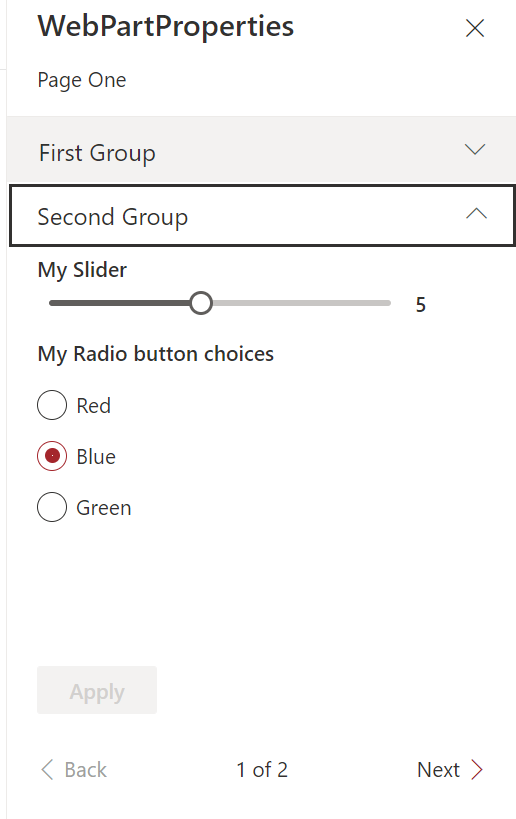 WebPartProperties
Page One
First Group
Second Group
My Slider
5
My Radio button choices
Red
Blue
Green
Apply
Back 1 of 2 Next